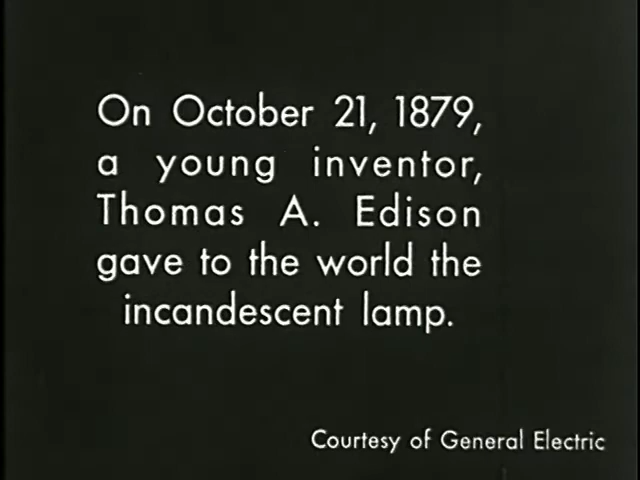 On October 21, 1879,
a young inventor,
Thomas A. Edison
gave to the world the
incandescent lamp.
Courtesy of General Electric